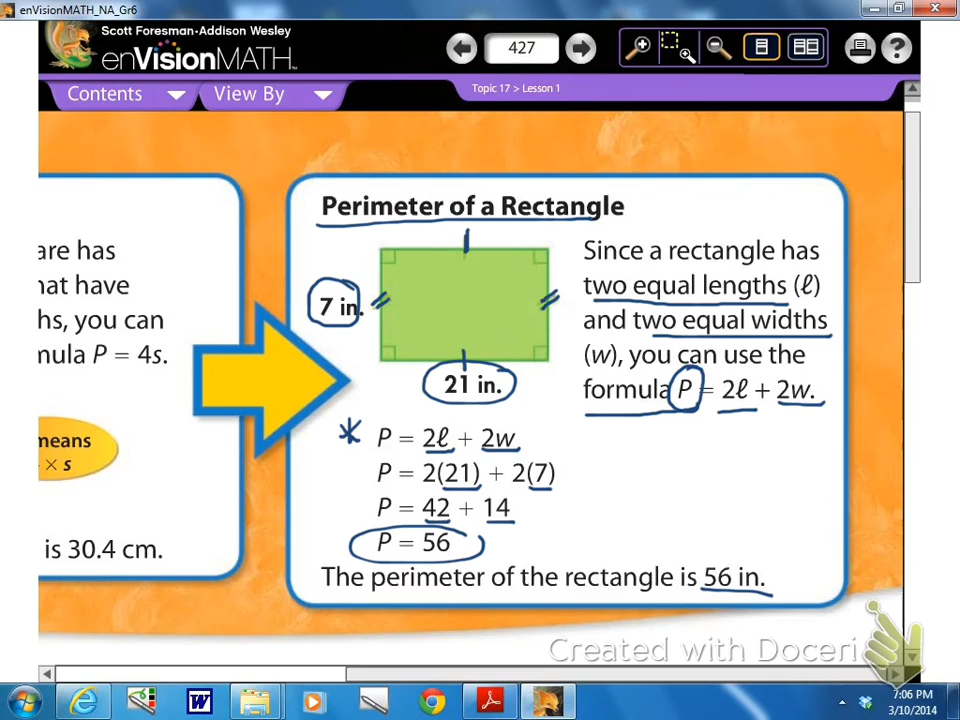 enVisionMATH_NA_Gr6
Scott Foresman-Addison Wesley
enVisionMATH™
427
Contents
View By
Topic 17 > Lesson 1
are has
hat have
hs, you can
mula P = 4s.
means
× s
is 30.4 cm.
Perimeter of a Rectangle
7 in.
21 in.
Since a rectangle has
two equal lengths (ℓ)
and two equal widths
(w), you can use the
formula P = 2ℓ + 2w.
* P = 2ℓ + 2w
P = 2(21) + 2(7)
P = 42 + 14
P = 56
The perimeter of the rectangle is 56 in.
Created with Doceri
7:06 PM
3/10/2014